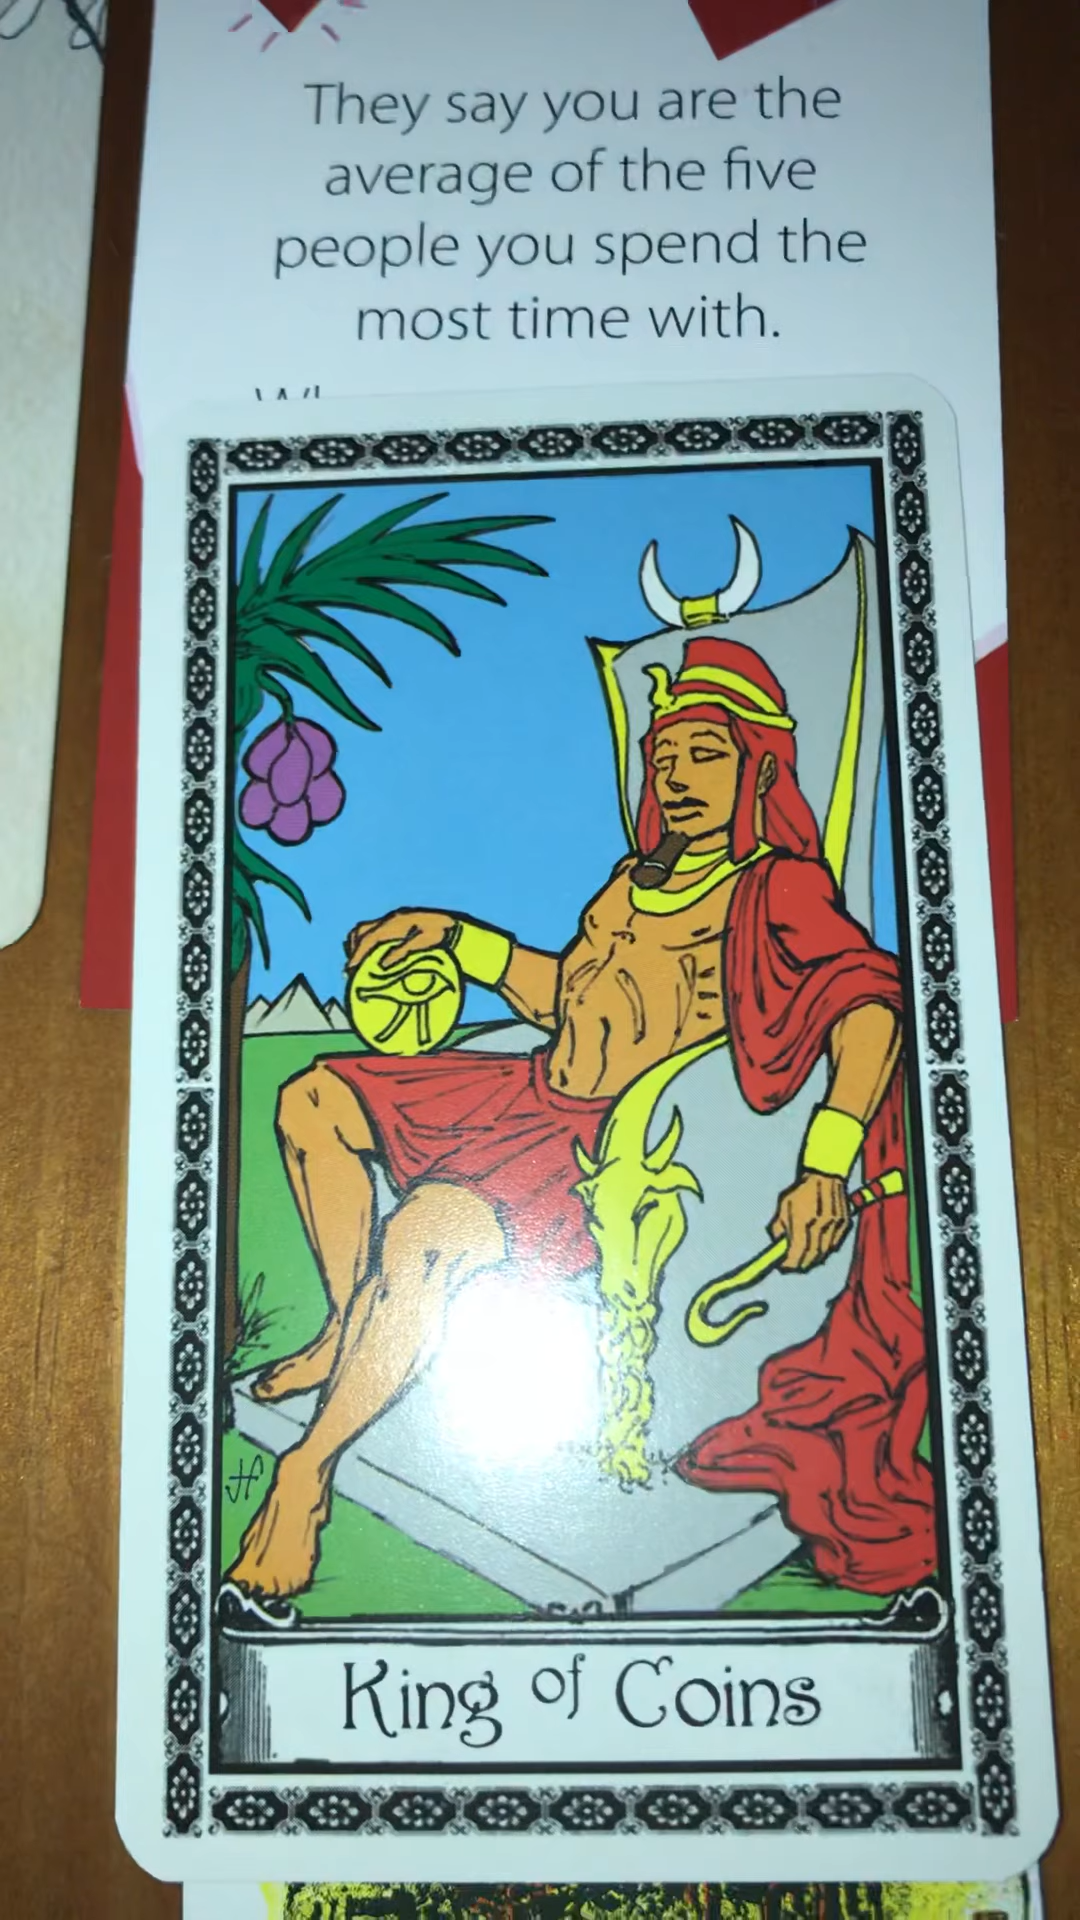 They say you are the
average of the five
people you spend the
most time with.
King of Coins